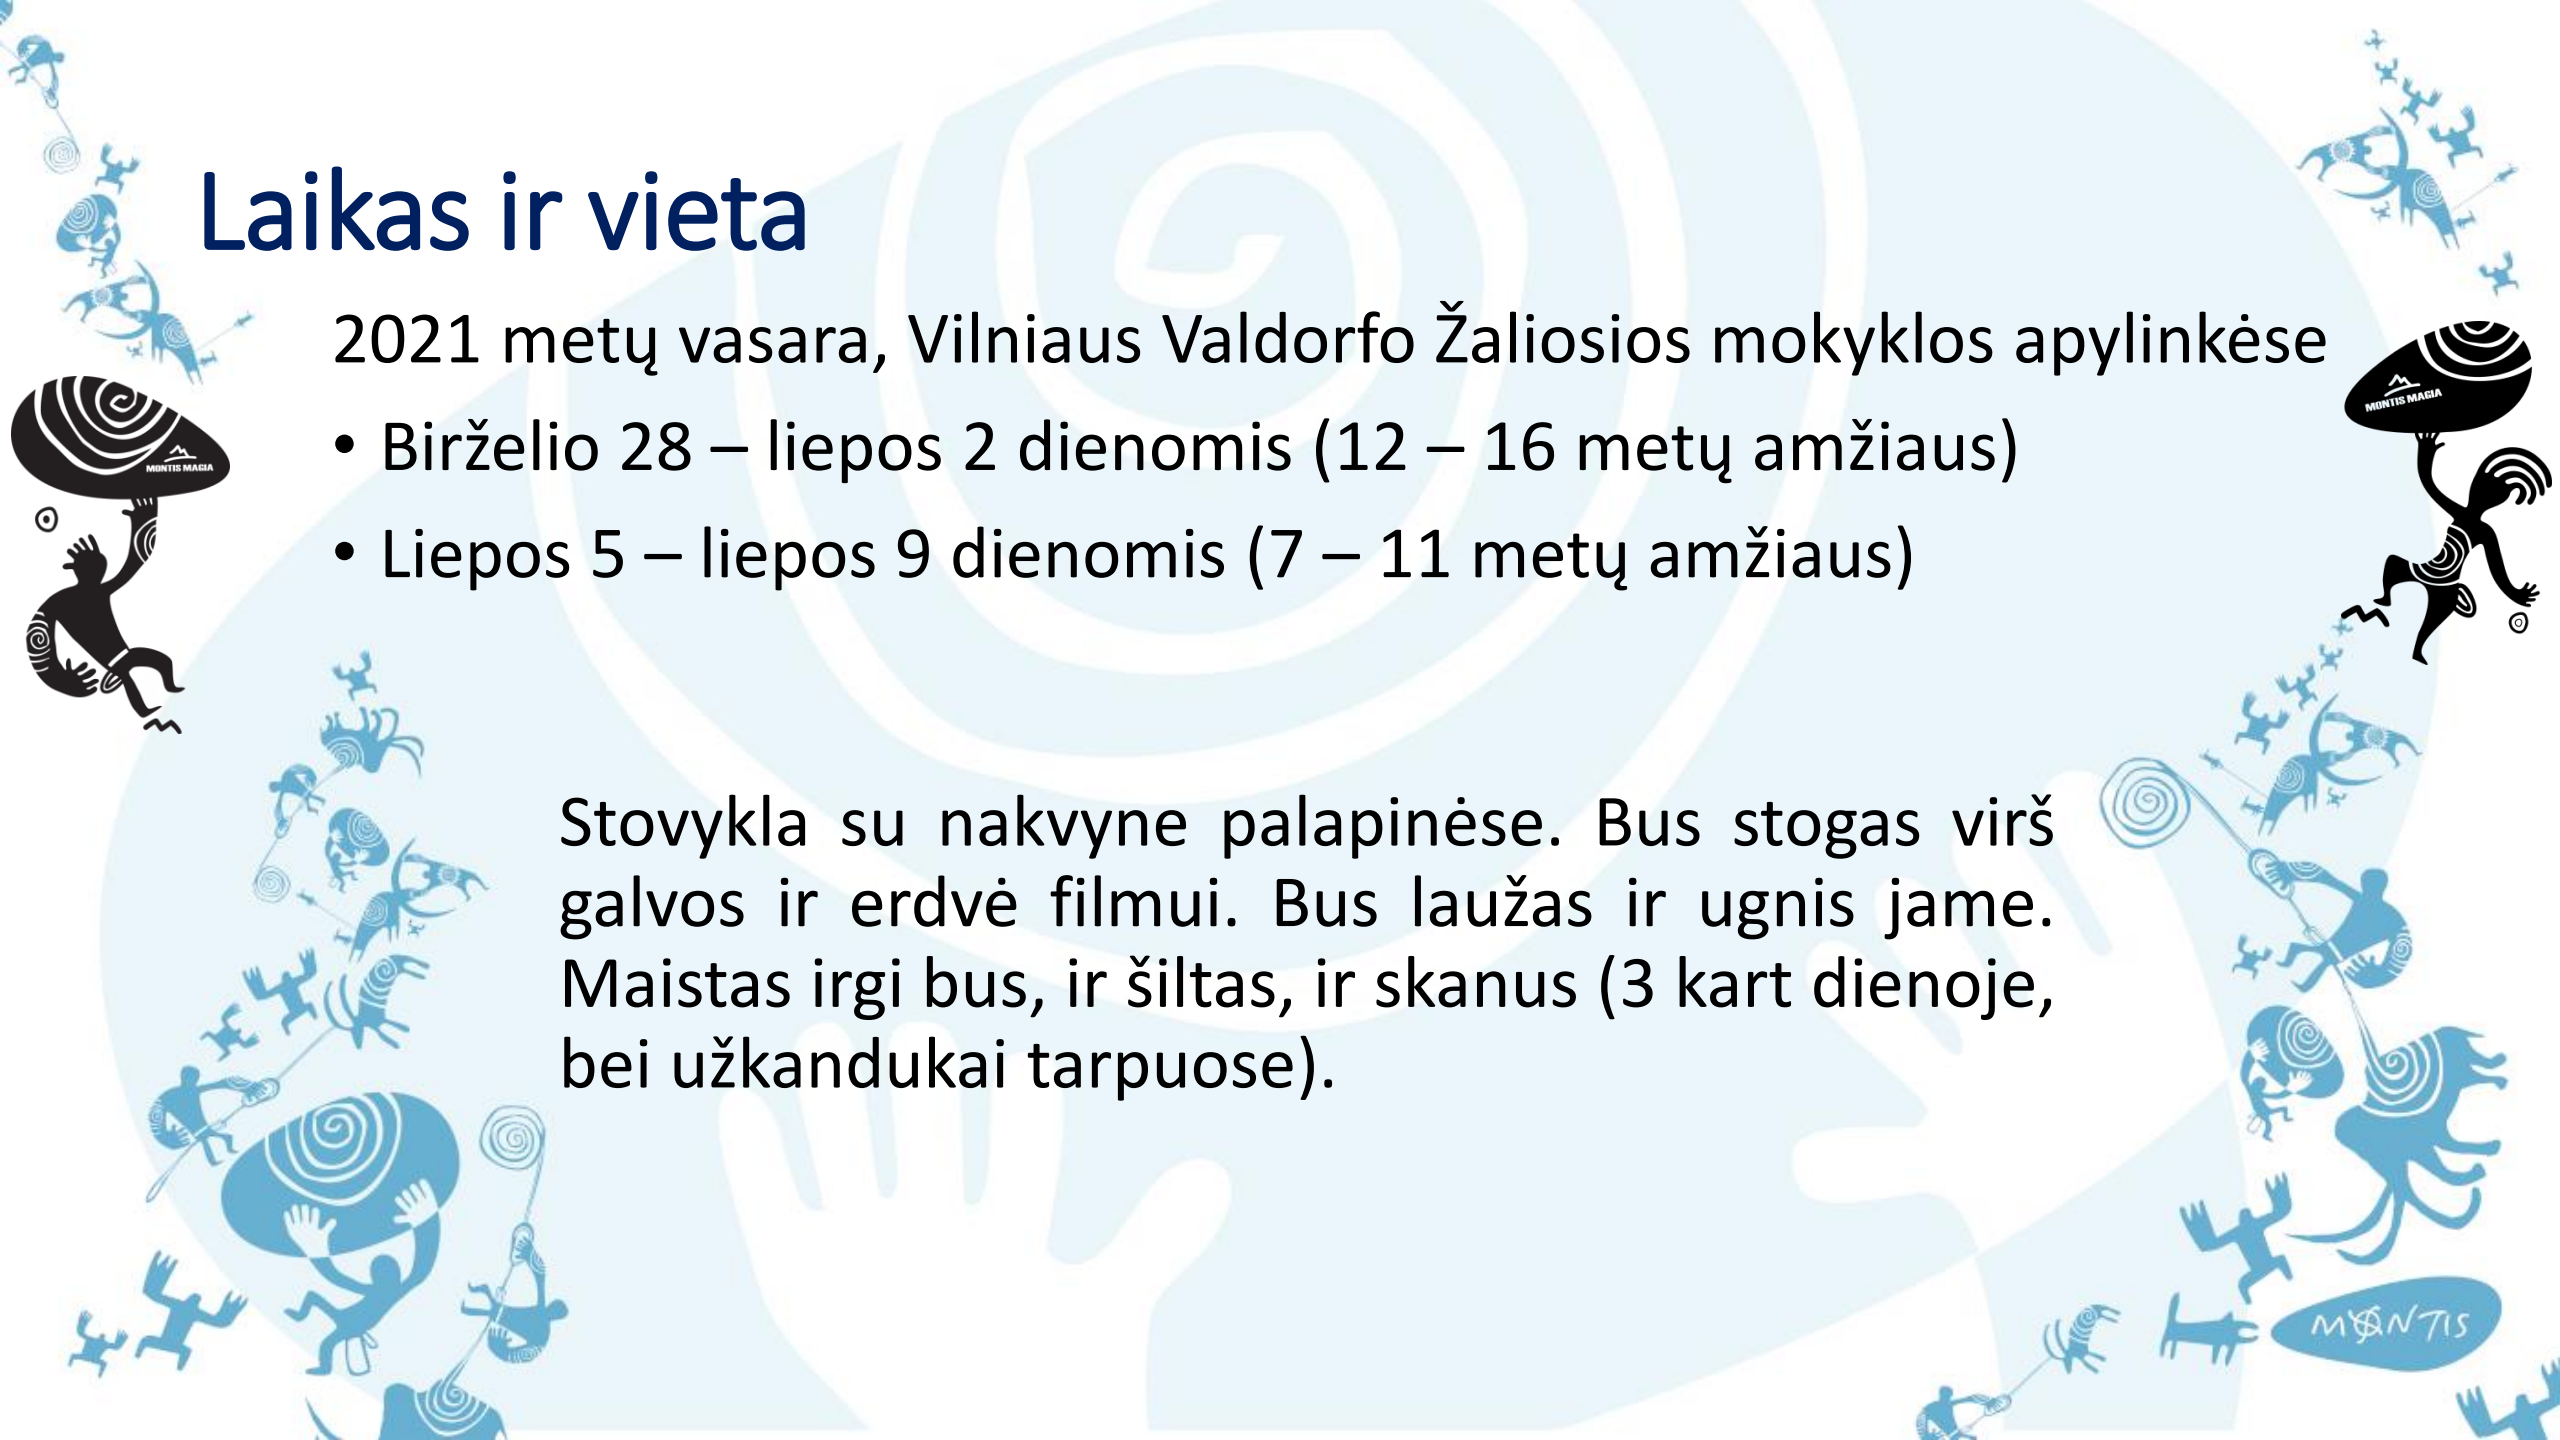 Laikas ir vieta
2021 metų vasara, Vilniaus Valdorfo Žaliosios mokyklos apylinkėse
• Birželio 28 – liepos 2 dienomis (12 – 16 metų amžiaus)
• Liepos 5 – liepos 9 dienomis (7 – 11 metų amžiaus)
MONTIS MAGIA
MONTIS MAGIA
Stovykla su nakvyne palapinėse. Bus stogas virš
galvos ir erdvė filmui. Bus laužas ir ugnis jame.
Maistas irgi bus, ir šiltas, ir skanus (3 kart dienoje,
bei užkandukai tarpuose).
MONTIS